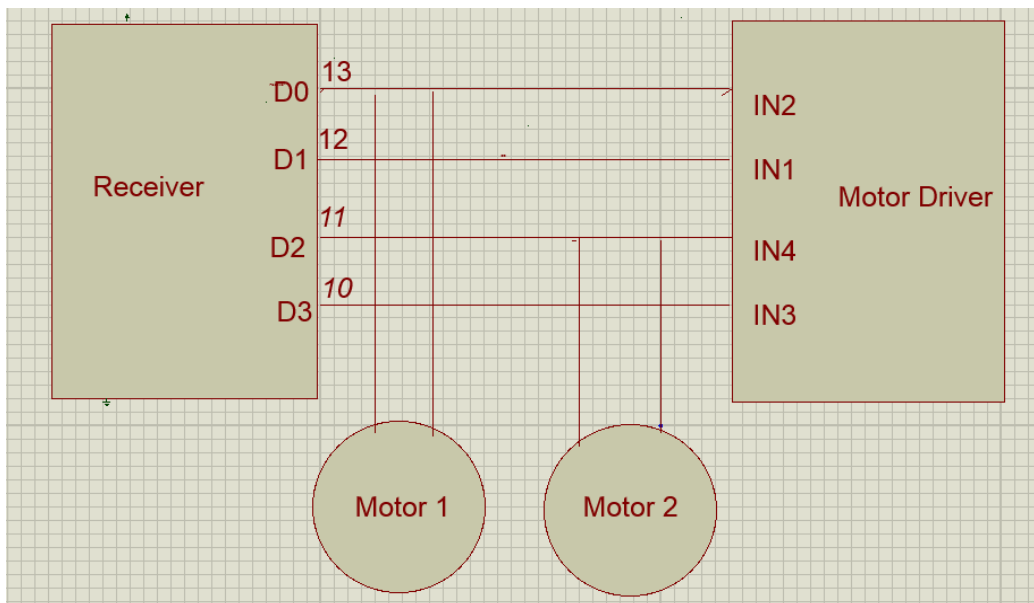 13
D0
IN2
12
D1
IN1
Receiver
Motor Driver
11
D2
IN4
10
D3
IN3
Motor 1
Motor 2